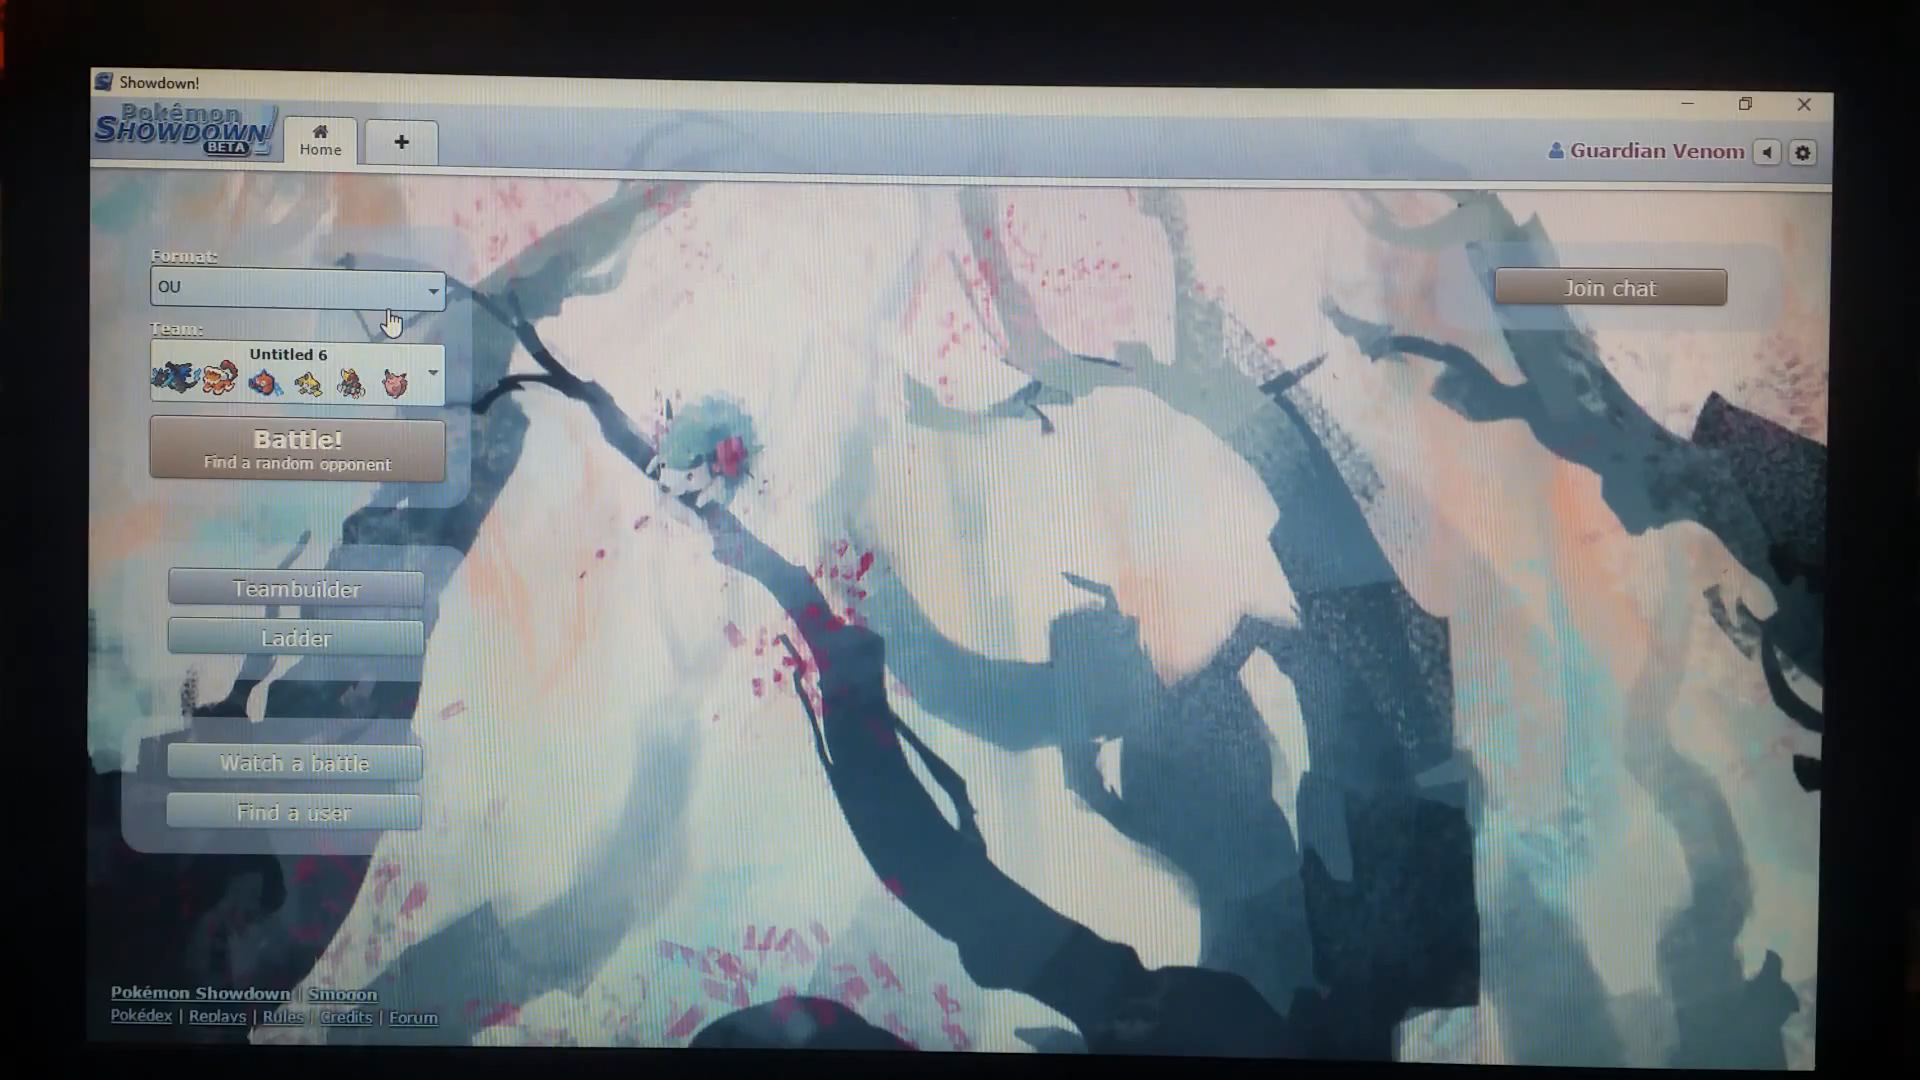 Showdown!
Pokémon
SHOWDOWN!
BETA
Home
+
Guardian Venom
Format:
OU
Join chat
Team:
Untitled 6
Battle!
Find a random opponent
Teambuilder
Ladder
Watch a battle
Find a user
Pokémon Showdown | Smogon
Pokédex | Replays | Rules | Credits | Forum